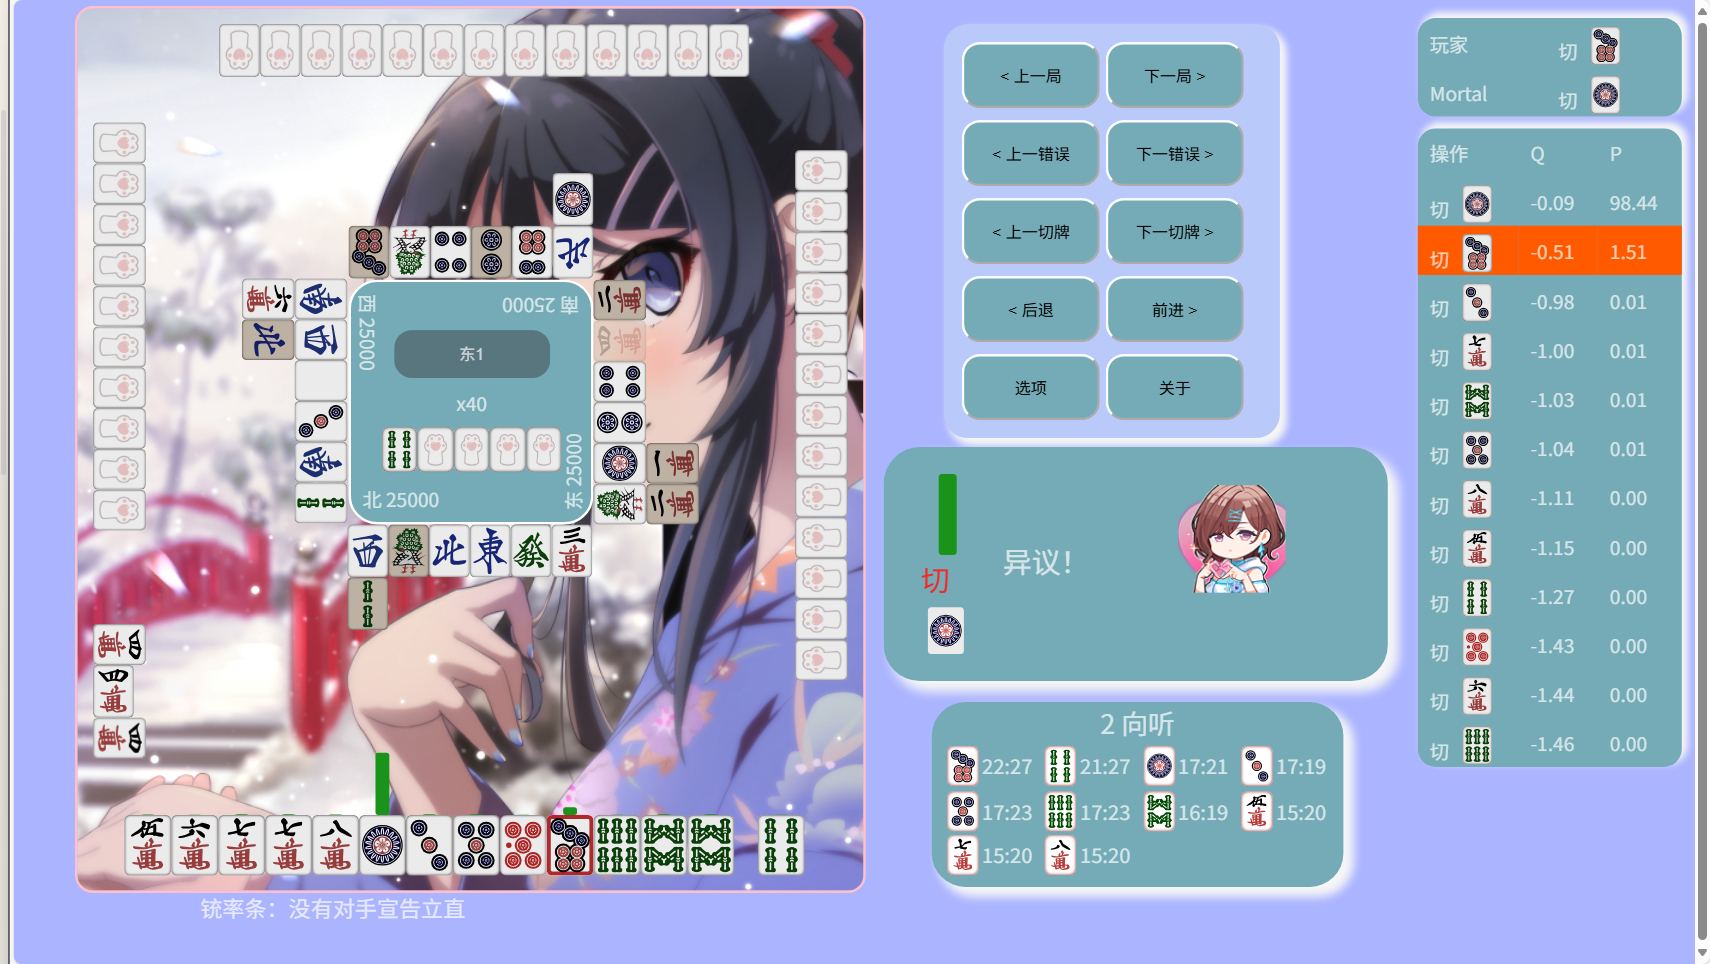 西 25000
南 25000
东1
x40
北 25000
东 25000
铳率条：没有对手宣告立直
< 上一局
下一局 >
< 上一错误
下一错误 >
< 上一切牌
下一切牌 >
< 后退
前进 >
选项
关于
异议！
切
2 向听
22:27
21:27
17:21
17:19
17:23
17:23
16:19
15:20
15:20
15:20
玩家 切
Mortal 切
操作 Q P
切 -0.09 98.44
切 -0.51 1.51
切 -0.98 0.01
切 -1.00 0.01
切 -1.03 0.01
切 -1.04 0.01
切 -1.11 0.00
切 -1.15 0.00
切 -1.27 0.00
切 -1.43 0.00
切 -1.44 0.00
切 -1.46 0.00